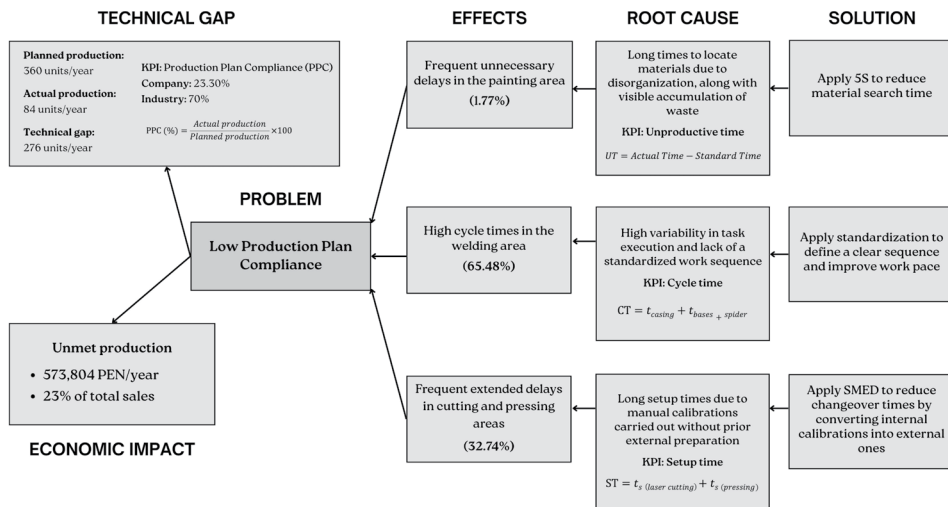 TECHNICAL GAP
Planned production:
360 units/year
Actual production:
84 units/year
Technical gap:
276 units/year
KPI: Production Plan Compliance (PPC)
Company: 23.30%
Industry: 70%
PPC (%) = Actual production / Planned production ×100
PROBLEM
Low Production Plan
Compliance
Unmet production
• 573,804 PEN/year
• 23% of total sales
ECONOMIC IMPACT
EFFECTS
Frequent unnecessary
delays in the painting area
(1.77%)
High cycle times in the
welding area
(65.48%)
Frequent extended delays
in cutting and pressing
areas
(32.74%)
ROOT CAUSE
Long times to locate
materials due to
disorganization, along with
visible accumulation of
waste
KPI: Unproductive time
UT = Actual Time − Standard Time
High variability in task
execution and lack of a
standardized work sequence
KPI: Cycle time
CT = t casing + t bases + spider
Long setup times due to
manual calibrations
carried out without prior
external preparation
KPI: Setup time
ST = t s (laser cutting) + t s (pressing)
SOLUTION
Apply 5S to reduce
material search time
Apply standardization to
define a clear sequence
and improve work pace
Apply SMED to reduce
changeover times by
converting internal
calibrations into external
ones